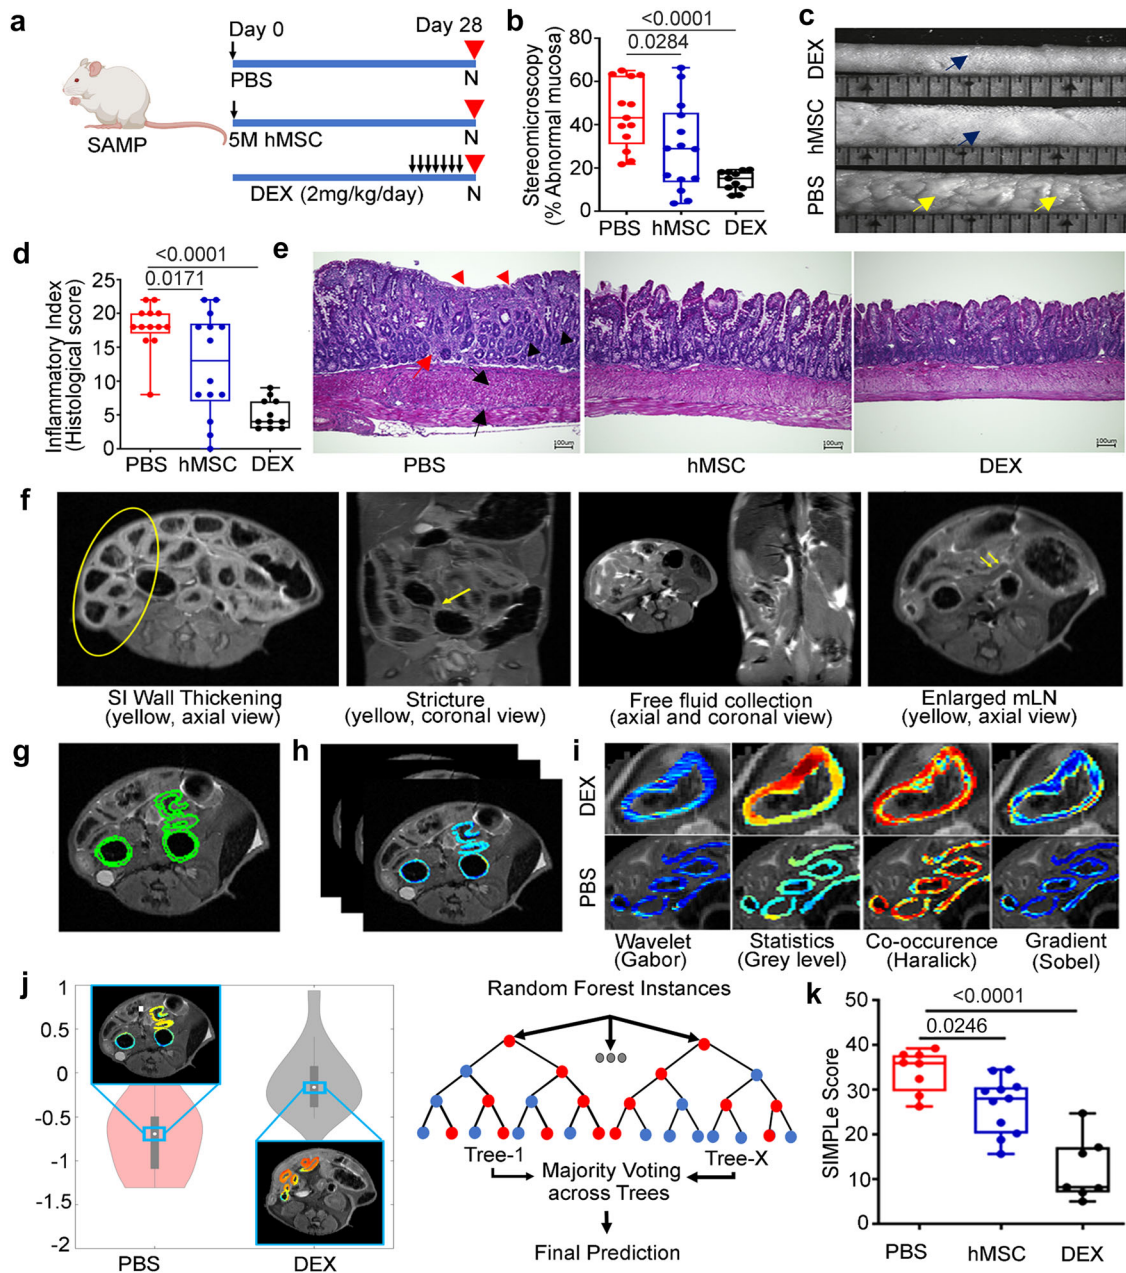 a
Day 0
Day 28
PBS
N
SAMP
5M hMSC
N
DEX (2mg/kg/day)
N
b
<0.0001
0.0284
Stereomicroscopy
(% Abnormal mucosa)
80
60
40
20
0
PBS
hMSC
DEX
c
DEX
hMSC
PBS
d
<0.0001
0.0171
Inflammatory Index
(Histological score)
25
20
15
10
5
0
PBS
hMSC
DEX
e
100um
100um
100um
PBS
hMSC
DEX
f
SI Wall Thickening
(yellow, axial view)
Stricture
(yellow, coronal view)
Free fluid collection
(axial and coronal view)
Enlarged mLN
(yellow, axial view)
g
h
i
DEX
PBS
Wavelet
(Gabor)
Statistics
(Grey level)
Co-occurence
(Haralick)
Gradient
(Sobel)
j
1
0.5
0
-0.5
-1
-1.5
-2
PBS
DEX
Random Forest Instances
Tree-1
Tree-X
Majority Voting
across Trees
Final Prediction
k
<0.0001
0.0246
SIMPLe Score
50
40
30
20
10
0
PBS
hMSC
DEX